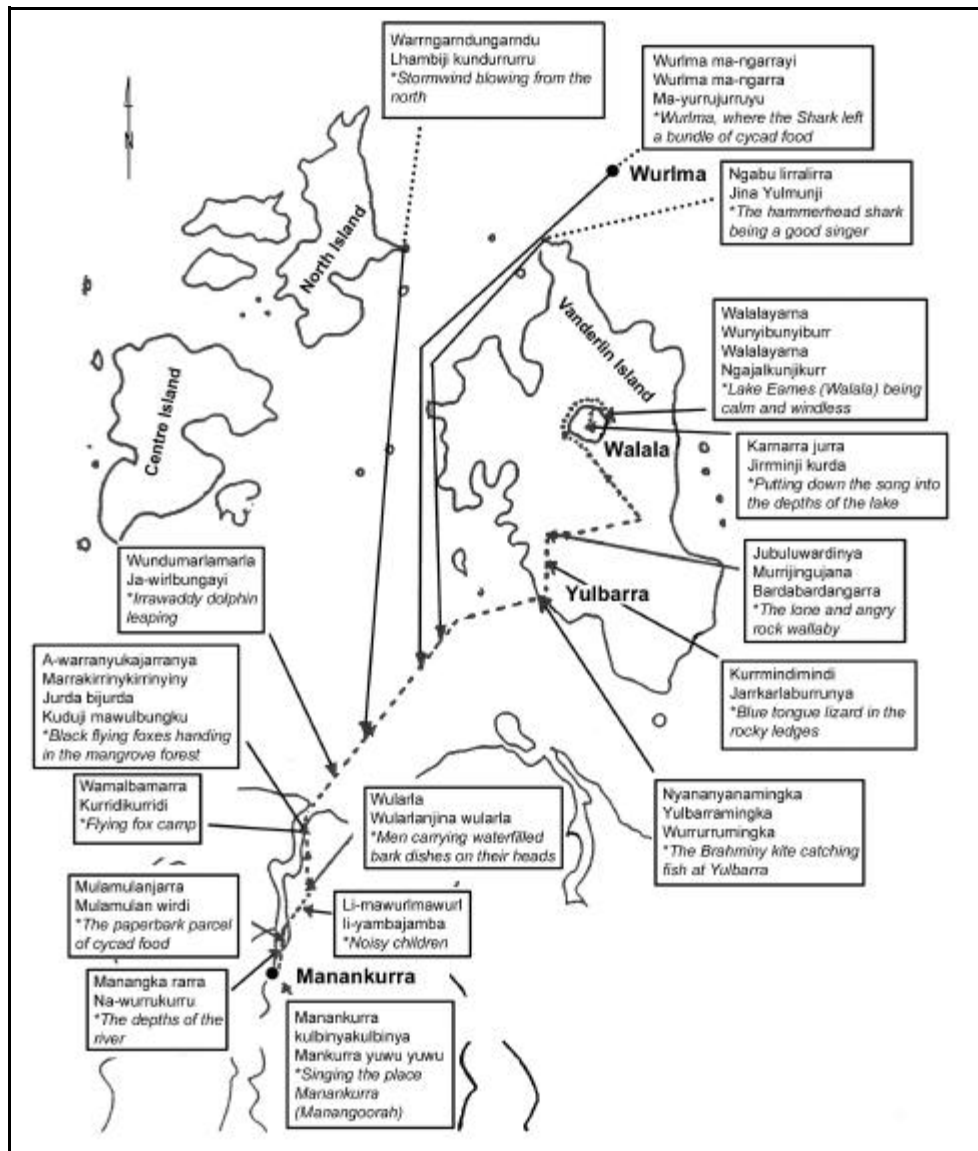 Warrngarndungarndu
Lhambiji kundurrurru
*Stormwind blowing from the
north
Wurlma ma-ngarrayi
Wurlma ma-ngarra
Ma-yurrujurruyu
*Wurlma, where the Shark left
a bundle of cycad food
N
Wurlma
Ngabu lirralirra
Jina Yulmunji
*The hammerhead shark
being a good singer
North Island
Vanderlin Island
Centre Island
Walalayarna
Wunyibunyiburr
Walalayarna
Ngajalkunjikurr
*Lake Eames (Walala) being
calm and windless
Walala
Karnarra jurra
Jirrminji kurda
*Putting down the song into
the depths of the lake
Wundumarlamarla
Ja-wirlbungayi
*Irrawaddy dolphin
leaping
Jubuluwardinya
Murrijingujana
Bardabardangarra
*The lone and angry
rock wallaby
Yulbarra
A-warranyukajarranya
Marrakirrinykirrinyiny
Jurda bijurda
Kuduji mawulbungku
*Black flying foxes handing
in the mangrove forest
Kurrmindimindi
Jarrkarlaburrunya
*Blue tongue lizard in the
rocky ledges
Wamalbamarra
Kurridikurridi
*Flying fox camp
Wularla
Wularlanjina wularla
*Men carrying waterfilled
bark dishes on their heads
Nyananyanamingka
Yulbarramingka
Wurrurrumingka
*The Brahminy kite catching
fish at Yulbarra
Mulamulanjarra
Mulamulan wirdi
*The paperbark parcel
of cycad food
Li-mawurlmawurl
li-yambajamba
*Noisy children
Manangka rarra
Na-wurrukurru
*The depths of the
river
Manankurra
Manankurra
kulbinyakulbinya
Mankurra yuwu yuwu
*Singing the place
Manankurra
(Manangoorah)